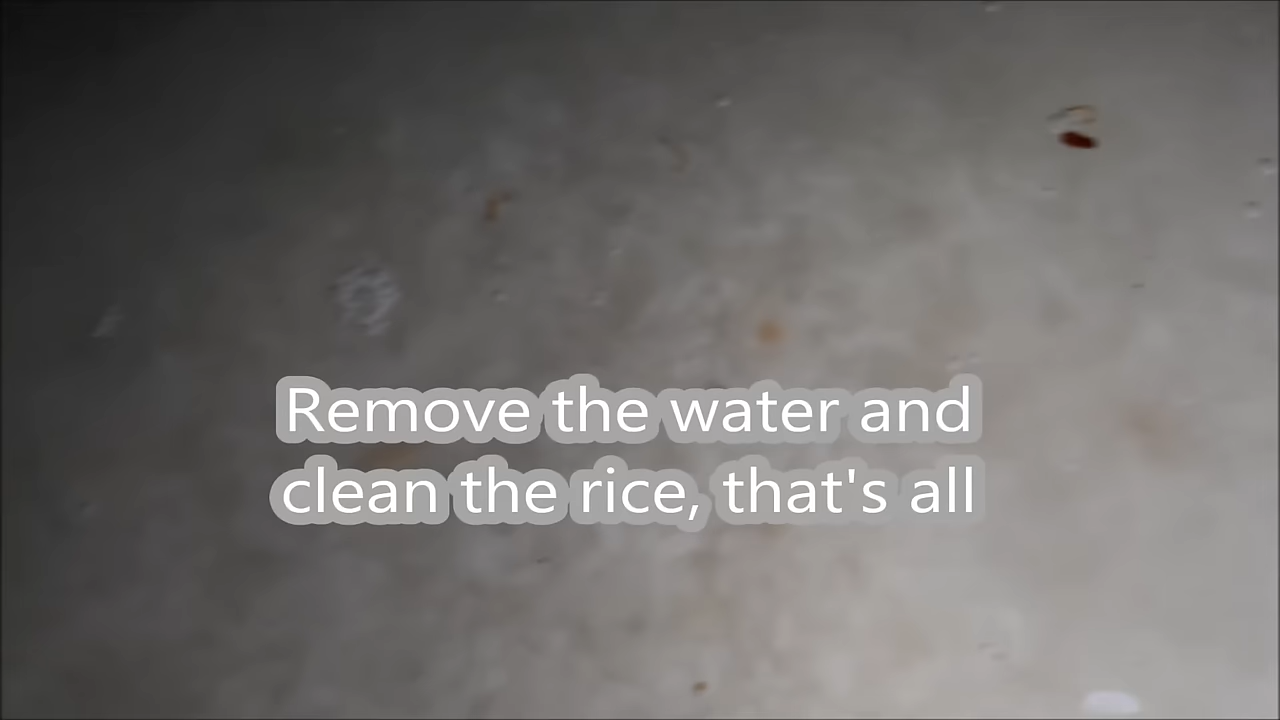 Remove the water and
clean the rice, that's all